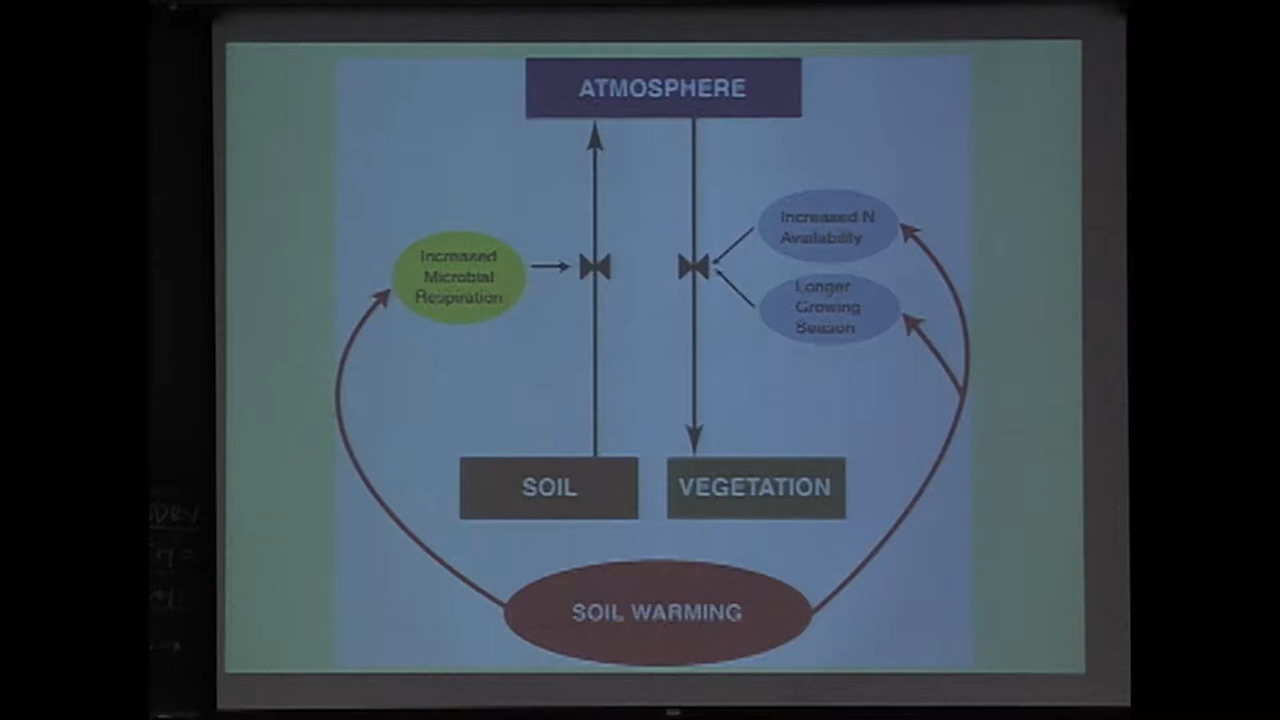 ATMOSPHERE
Increased N
Availability
Increased
Microbial
Respiration
Longer
Growing
Season
SOIL
VEGETATION
SOIL WARMING